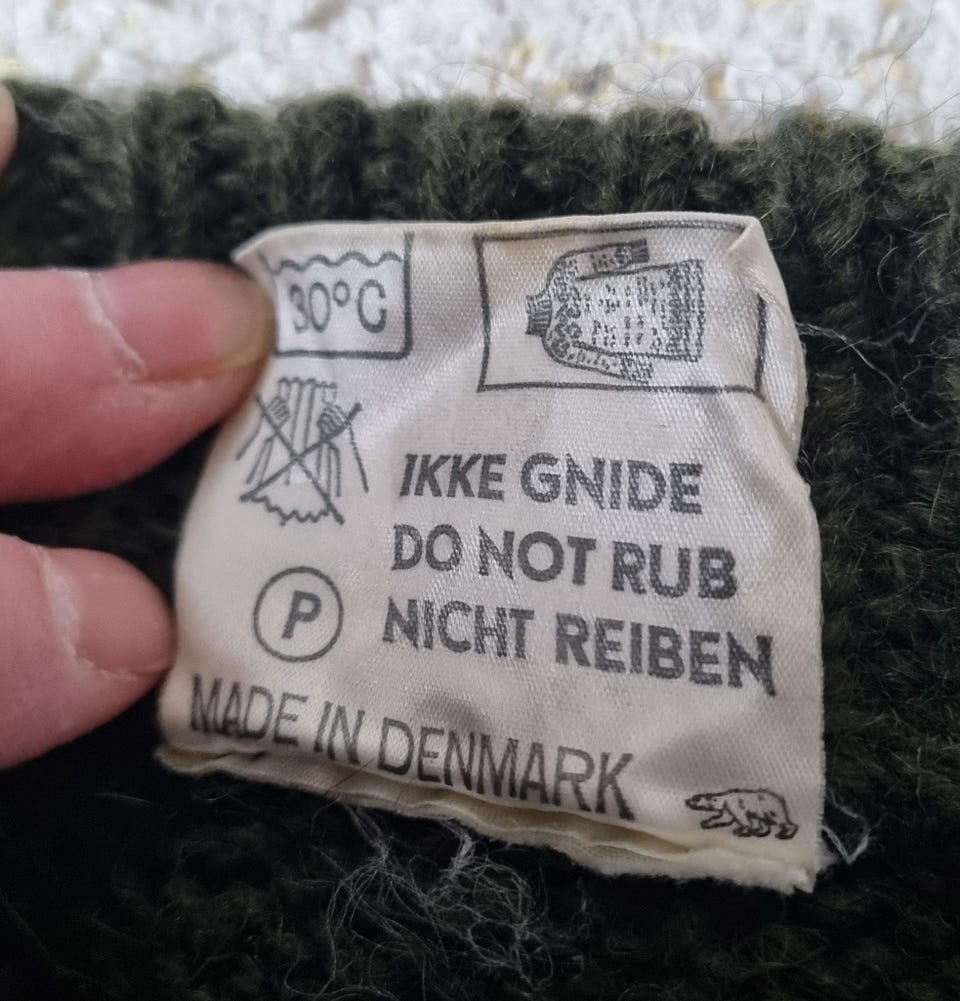 30°C
IKKE GNIDE
DO NOT RUB
NICHT REIBEN
P
MADE IN DENMARK